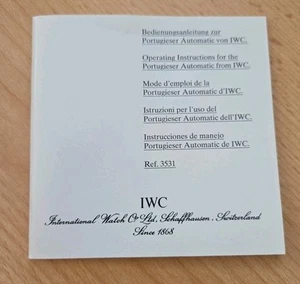 Bedienungsanleitung zur
Portugieser Automatic von IWC.
Operating Instructions for the
Portugieser Automatic from IWC.
Mode d'emploi de la
Portugieser Automatic d'IWC.
Istruzioni per l'uso del
Portugieser Automatic dell'IWC.
Instrucciones de manejo
Portugieser Automatic de IWC.
Ref. 3531
IWC
International Watch Co Ltd, Schaffhausen, Switzerland
Since 1868